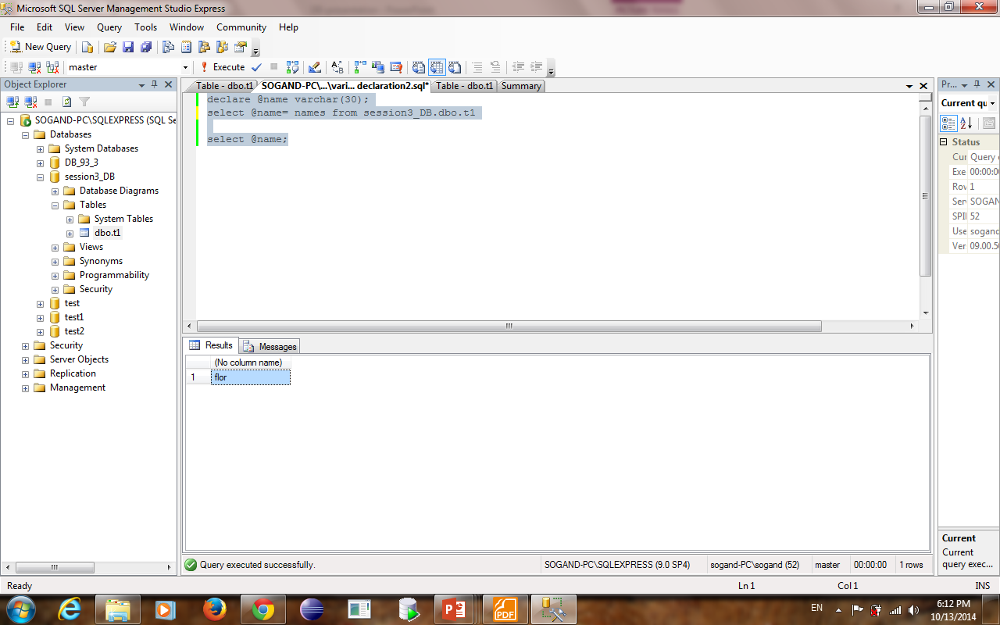 Microsoft SQL Server Management Studio Express
File Edit View Query Tools Window Community Help
New Query
master Execute
Object Explorer
SOGAND-PC\SQLEXPRESS (SQL Se
Databases
System Databases
DB_93_3
session3_DB
Database Diagrams
Tables
System Tables
dbo.t1
Views
Synonyms
Programmability
Security
test
test1
test2
Security
Server Objects
Replication
Management
Table - dbo.t1 SOGAND-PC\...\vari... declaration2.sql* Table - dbo.t1 Summary
declare @name varchar(30);
select @name= names from session3_DB.dbo.t1
select @name;
Results Messages
(No column name)
1 flor
Query executed successfully. SOGAND-PC\SQLEXPRESS (9.0 SP4) sogand-PC\sogand (52) master 00:00:00 1 rows
Pr...
Current qu
Status
Cur Query
Exe 00:00:00
Rov 1
Ser SOGAN
SPII 52
Use sogand
Ver 09.00.50
Current
Current
query exec...
Ready Ln 1 Col 1 INS
PDF
EN
6:12 PM
10/13/2014